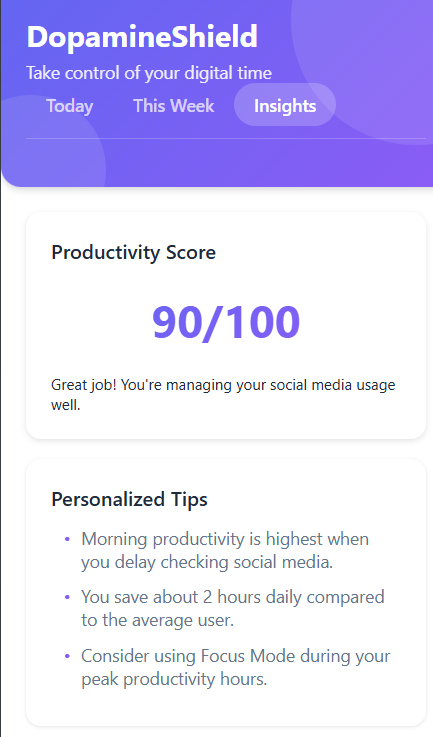 DopamineShield
Take control of your digital time
Today This Week Insights
Productivity Score
90/100
Great job! You're managing your social media usage
well.
Personalized Tips
• Morning productivity is highest when
you delay checking social media.
• You save about 2 hours daily compared
to the average user.
• Consider using Focus Mode during your
peak productivity hours.